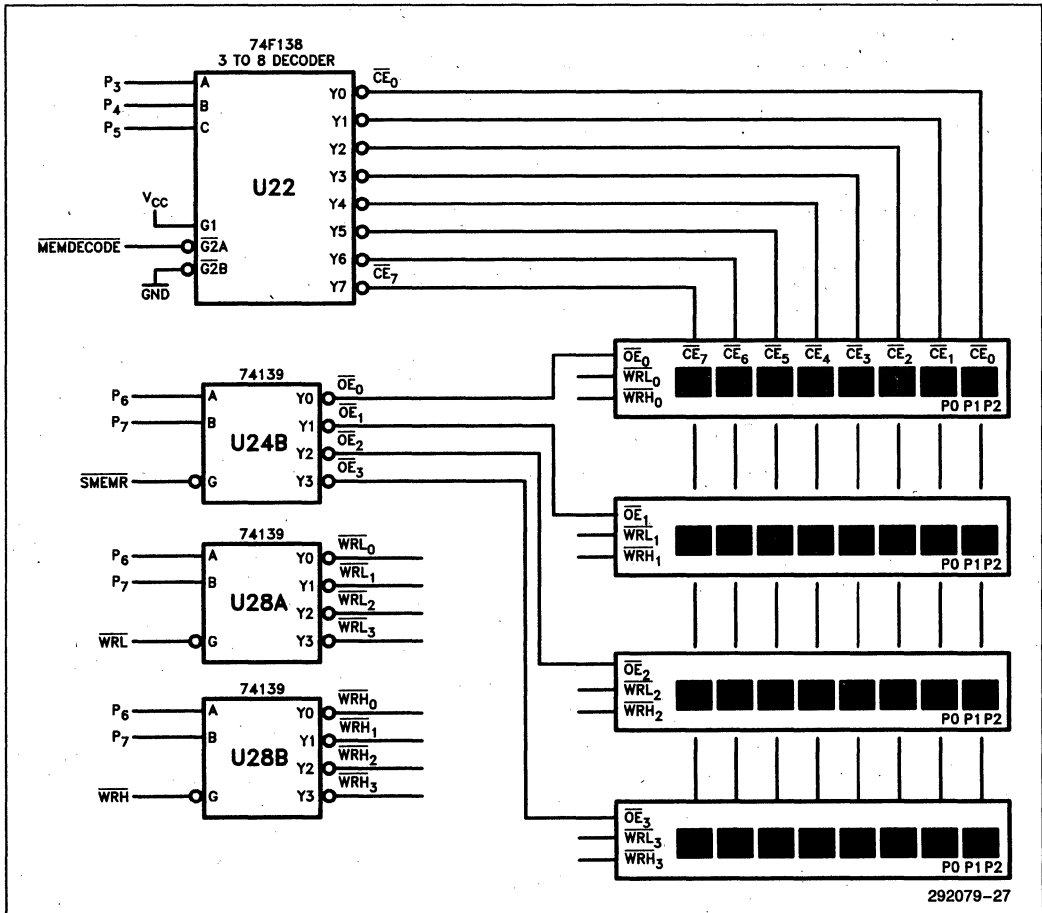 74F138
3 TO 8 DECODER
P3
P4
P5
A
B
C
U22
VCC
G1
MEMDECODE
G2A
G2B
GND
Y0
Y1
Y2
Y3
Y4
Y5
Y6
Y7
CE0
CE7
74139
P6
P7
A
B
U24B
SMEMR
G
Y0
Y1
Y2
Y3
OE0
OE1
OE2
OE3
74139
P6
P7
A
B
U28A
WRL
G
Y0
Y1
Y2
Y3
WRL0
WRL1
WRL2
WRL3
74139
P6
P7
A
B
U28B
WRH
G
Y0
Y1
Y2
Y3
WRH0
WRH1
WRH2
WRH3
OE0 CE7 CE6 CE5 CE4 CE3 CE2 CE1 CE0
WRL0
WRH0
P0 P1 P2
OE1
WRL1
WRH1
P0 P1 P2
OE2
WRL2
WRH2
P0 P1 P2
OE3
WRL3
WRH3
P0 P1 P2
292079-27